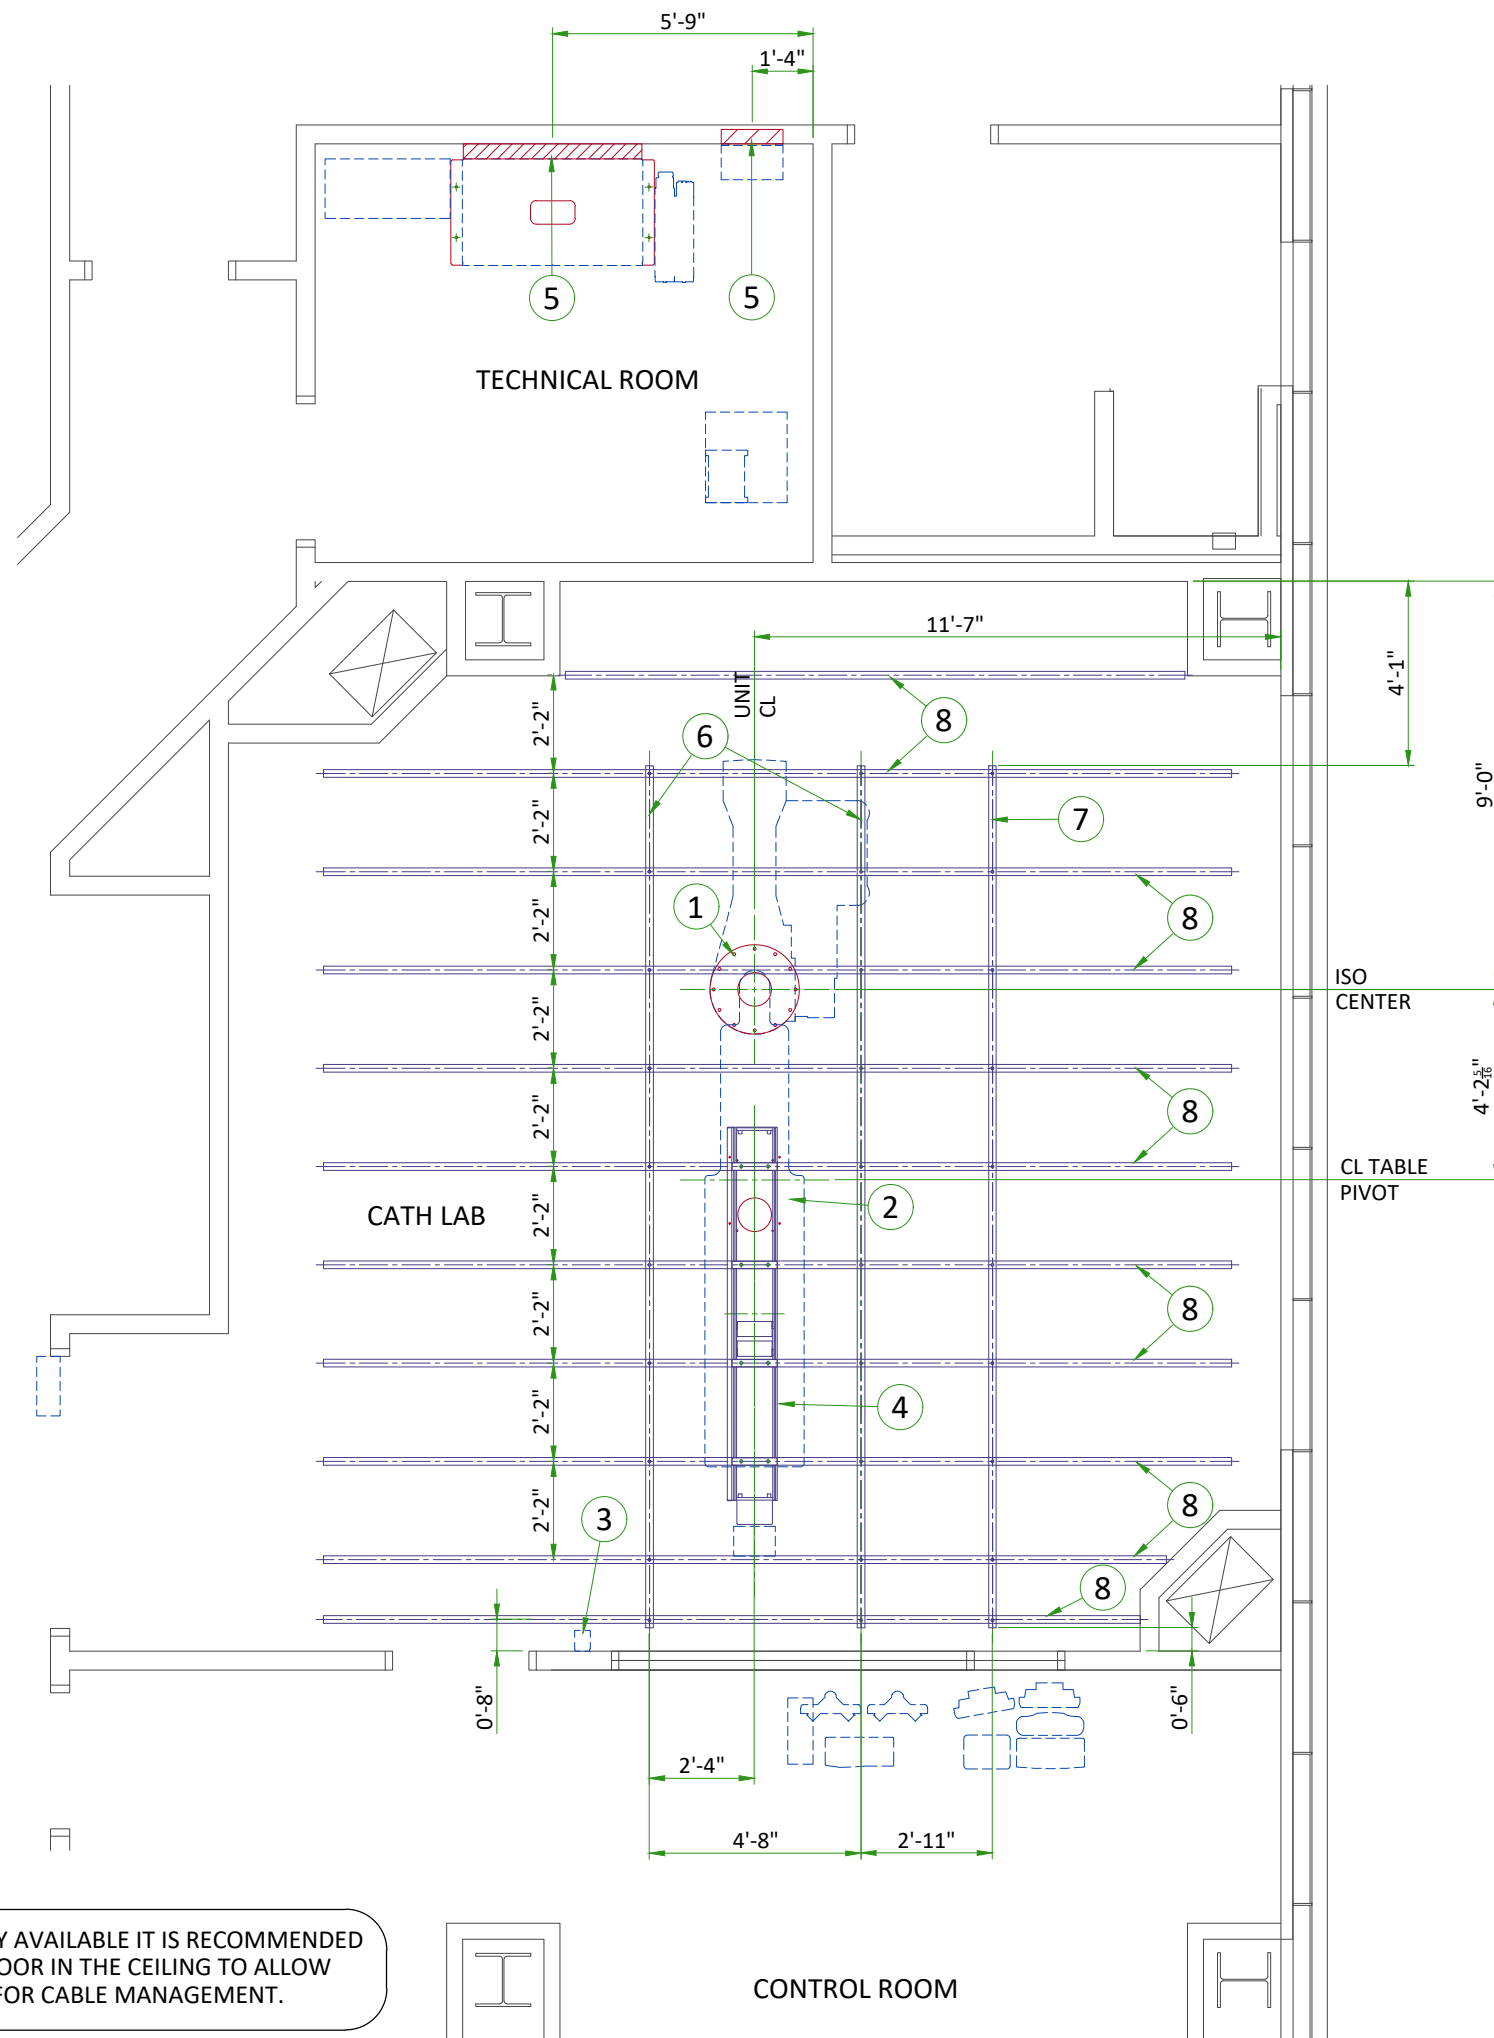 5'-9"
1'-4"
5
5
TECHNICAL ROOM
11'-7"
4'-1"
UNIT
CL
2'-2"
8
6
9'-0"
7
2'-2"
1
8
2'-2"
ISO
CENTER
2'-2"
4'-2 5/16"
8
2'-2"
CL TABLE
PIVOT
CATH LAB
2
2'-2"
8
2'-2"
4
2'-2"
8
3
2'-2"
8
0'-8"
0'-6"
2'-4"
4'-8"
2'-11"
AVAILABLE IT IS RECOMMENDED
IN THE CEILING TO ALLOW
FOR CABLE MANAGEMENT.
CONTROL ROOM